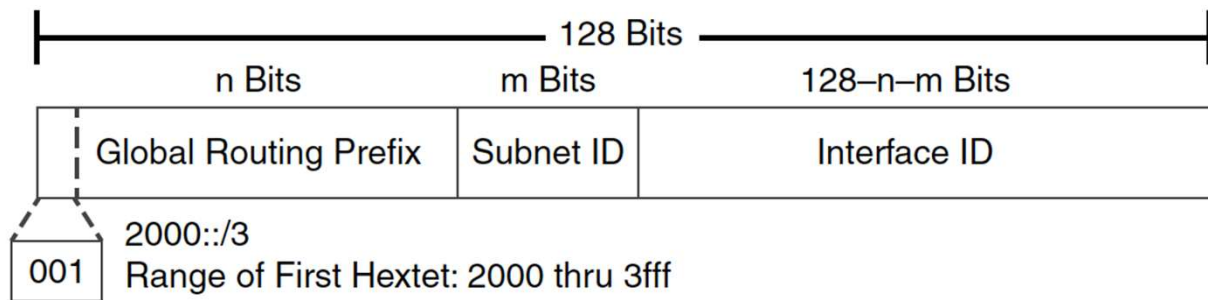 128 Bits
n Bits m Bits 128–n–m Bits
Global Routing Prefix Subnet ID Interface ID
2000::/3
001 Range of First Hextet: 2000 thru 3fff